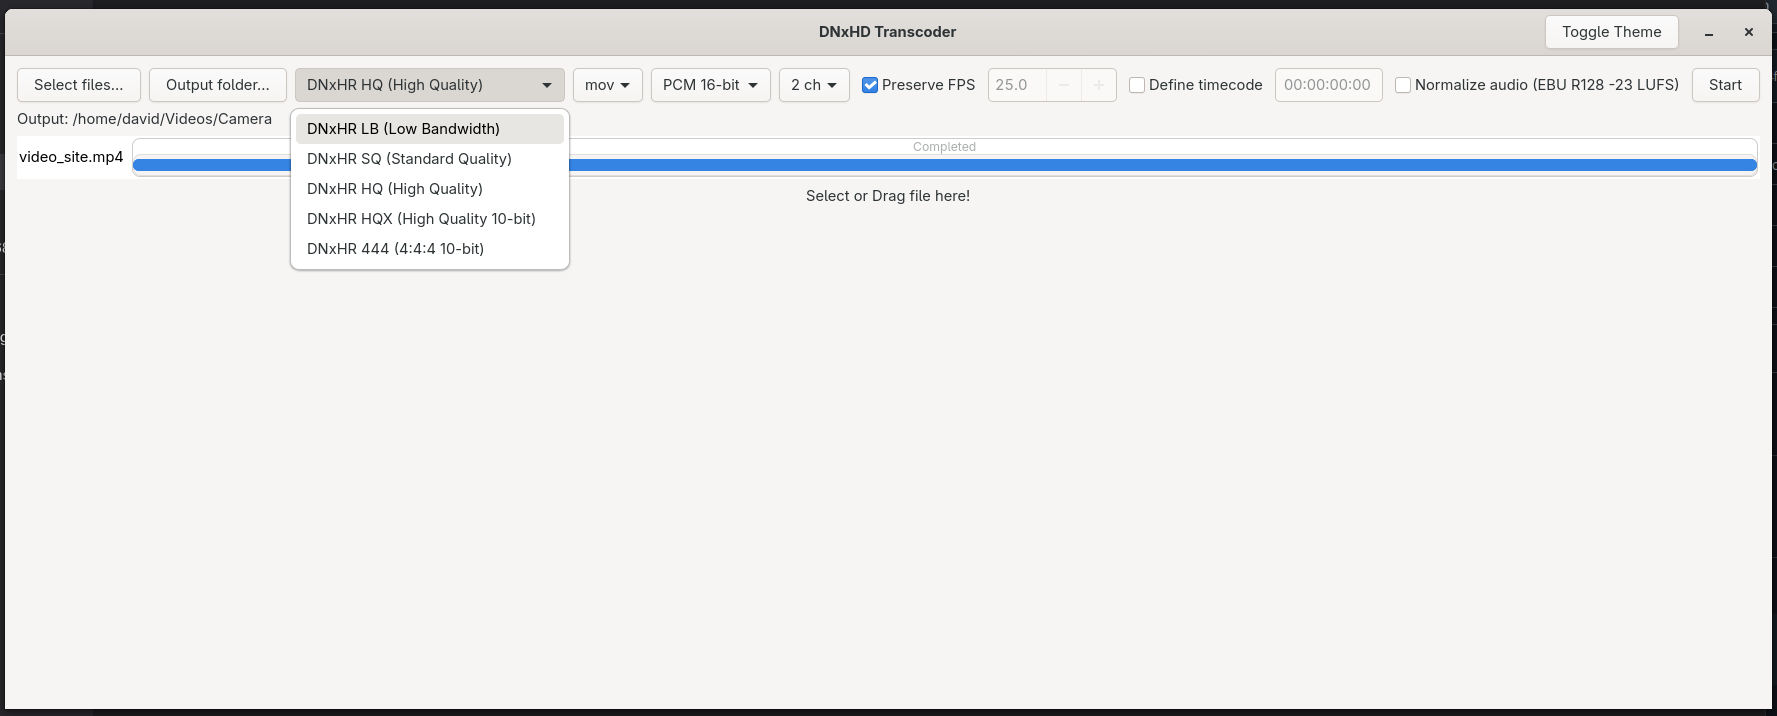 DNxHD Transcoder
Toggle Theme
Select files...
Output folder...
DNxHR HQ (High Quality)
mov
PCM 16-bit
2 ch
Preserve FPS
25.0
Define timecode
00:00:00:00
Normalize audio (EBU R128 -23 LUFS)
Start
Output: /home/david/Videos/Camera
DNxHR LB (Low Bandwidth)
DNxHR SQ (Standard Quality)
DNxHR HQ (High Quality)
DNxHR HQX (High Quality 10-bit)
DNxHR 444 (4:4:4 10-bit)
video_site.mp4
Completed
Select or Drag file here!